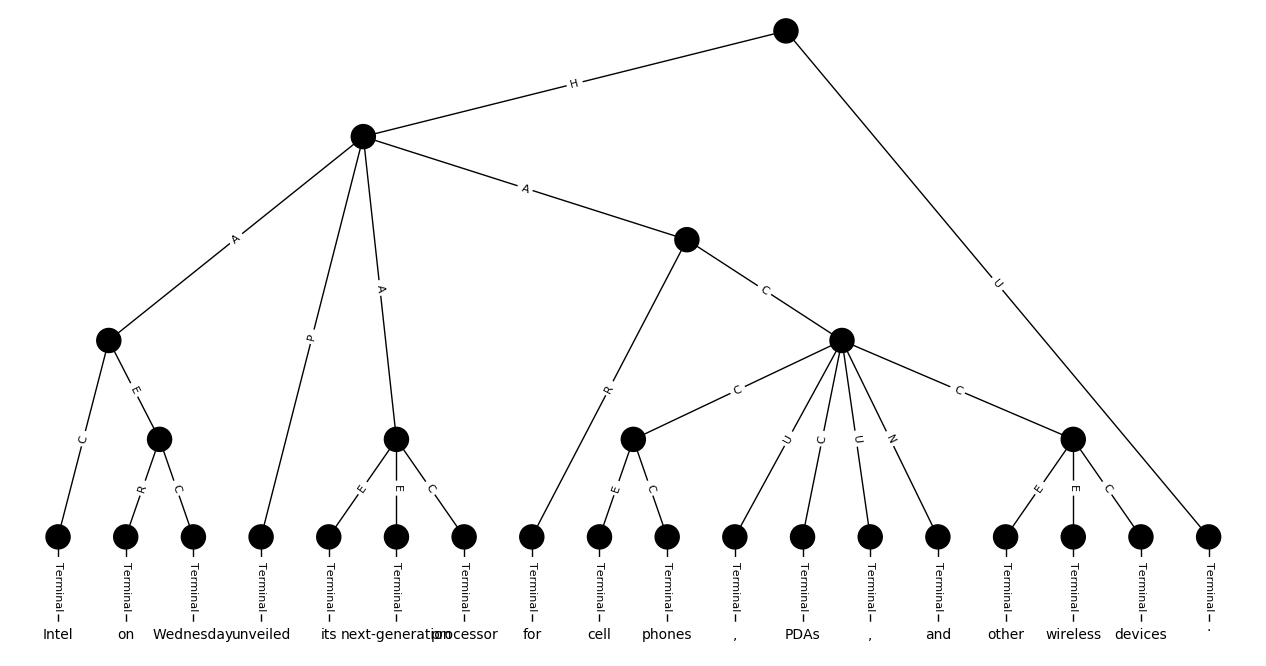 H
A
A
U
A
A
C
P
E
R
C
C
C
C
E
U
C
U
N
R
C
E
E
C
E
C
E
E
C
Terminal Terminal Terminal Terminal Terminal Terminal Terminal Terminal Terminal Terminal Terminal Terminal Terminal Terminal Terminal Terminal Terminal Terminal
Intel on Wednesday unveiled its next-generation processor for cell phones , PDAs , and other wireless devices .